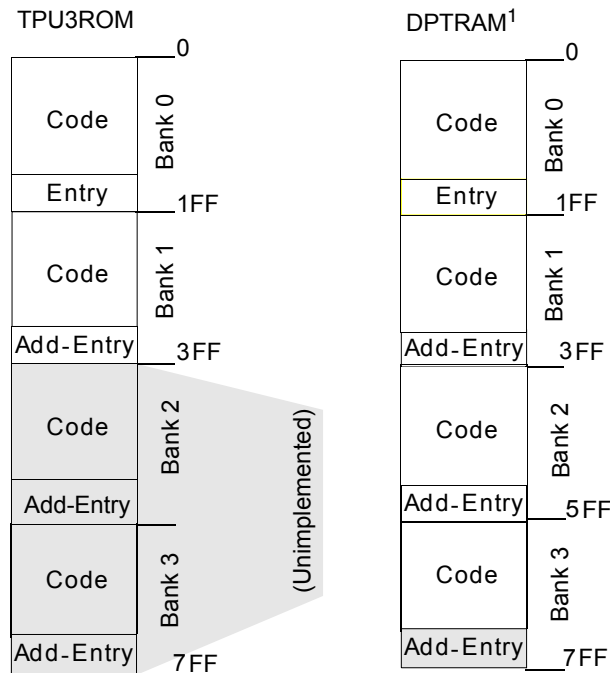 TPU3ROM
0
Code
Bank 0
Entry
1FF
Code
Bank 1
Add-Entry
3FF
Code
Bank 2
Add-Entry
Code
Bank 3
Add-Entry
7FF
(Unimplemented)
DPTRAM¹
0
Code
Bank 0
Entry
1FF
Code
Bank 1
Add-Entry
3FF
Code
Bank 2
Add-Entry
5FF
Code
Bank 3
Add-Entry
7FF